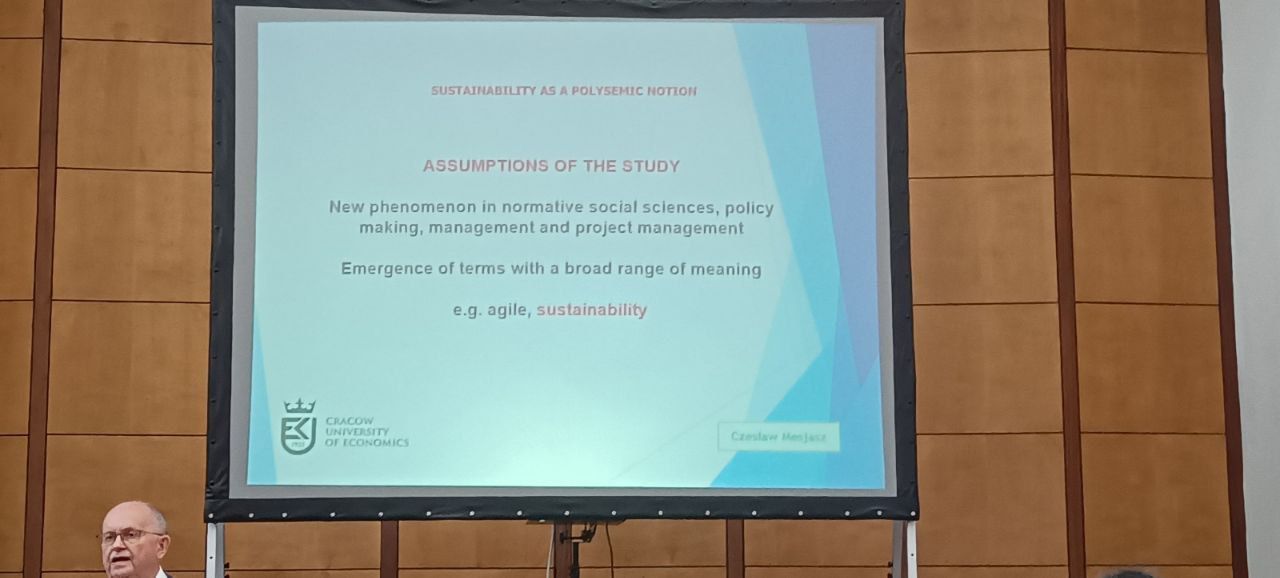 SUSTAINABILITY AS A POLYSEMIC NOTION
ASSUMPTIONS OF THE STUDY
New phenomenon in normative social sciences, policy
making, management and project management
Emergence of terms with a broad range of meaning
e.g. agile, sustainability
CRACOW
UNIVERSITY
OF ECONOMICS
Czesław Mesjasz